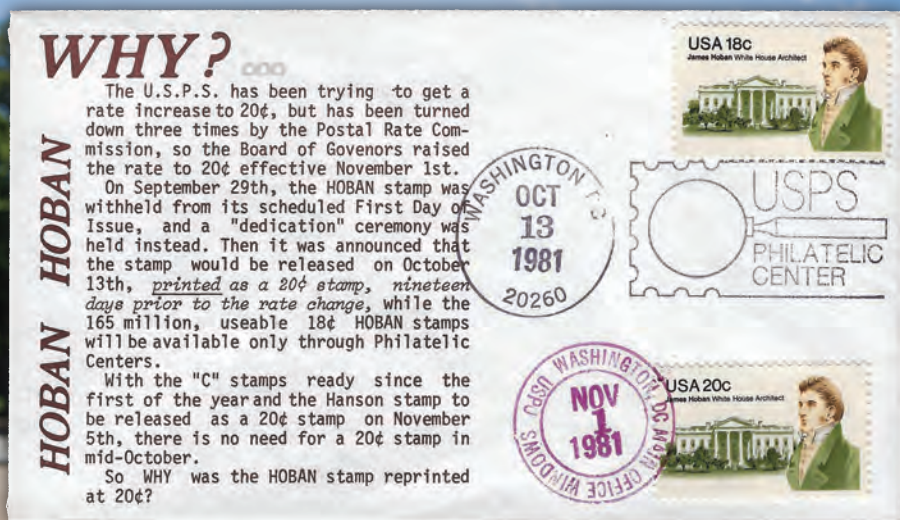 WHY?...
The U.S.P.S. has been trying to get a
rate increase to 20¢, but has been turned
down three times by the Postal Rate Com-
mission, so the Board of Govenors raised
the rate to 20¢ effective November 1st.
On September 29th, the HOBAN stamp was
withheld from its scheduled First Day of
Issue, and a "dedication" ceremony was
held instead. Then it was announced that
the stamp would be released on October
13th, printed as a 20¢ stamp, nineteen
days prior to the rate change, while the
165 million, useable 18¢ HOBAN stamps
will be available only through Philatelic
Centers.
With the "C" stamps ready since the
first of the year and the Hanson stamp to
be released as a 20¢ stamp on November
5th, there is no need for a 20¢ stamp in
mid-October.
So WHY was the HOBAN stamp reprinted
at 20¢?
HOBAN HOBAN
USA 18c
James Hoban White House Architect
WASHINGTON
OCT
13
1981
20260
USPS
PHILATELIC
CENTER
USPO WASHINGTON DC MAIN OFFICE WINDOWS
NOV
1
1981
USA 20c
James Hoban White House Architect